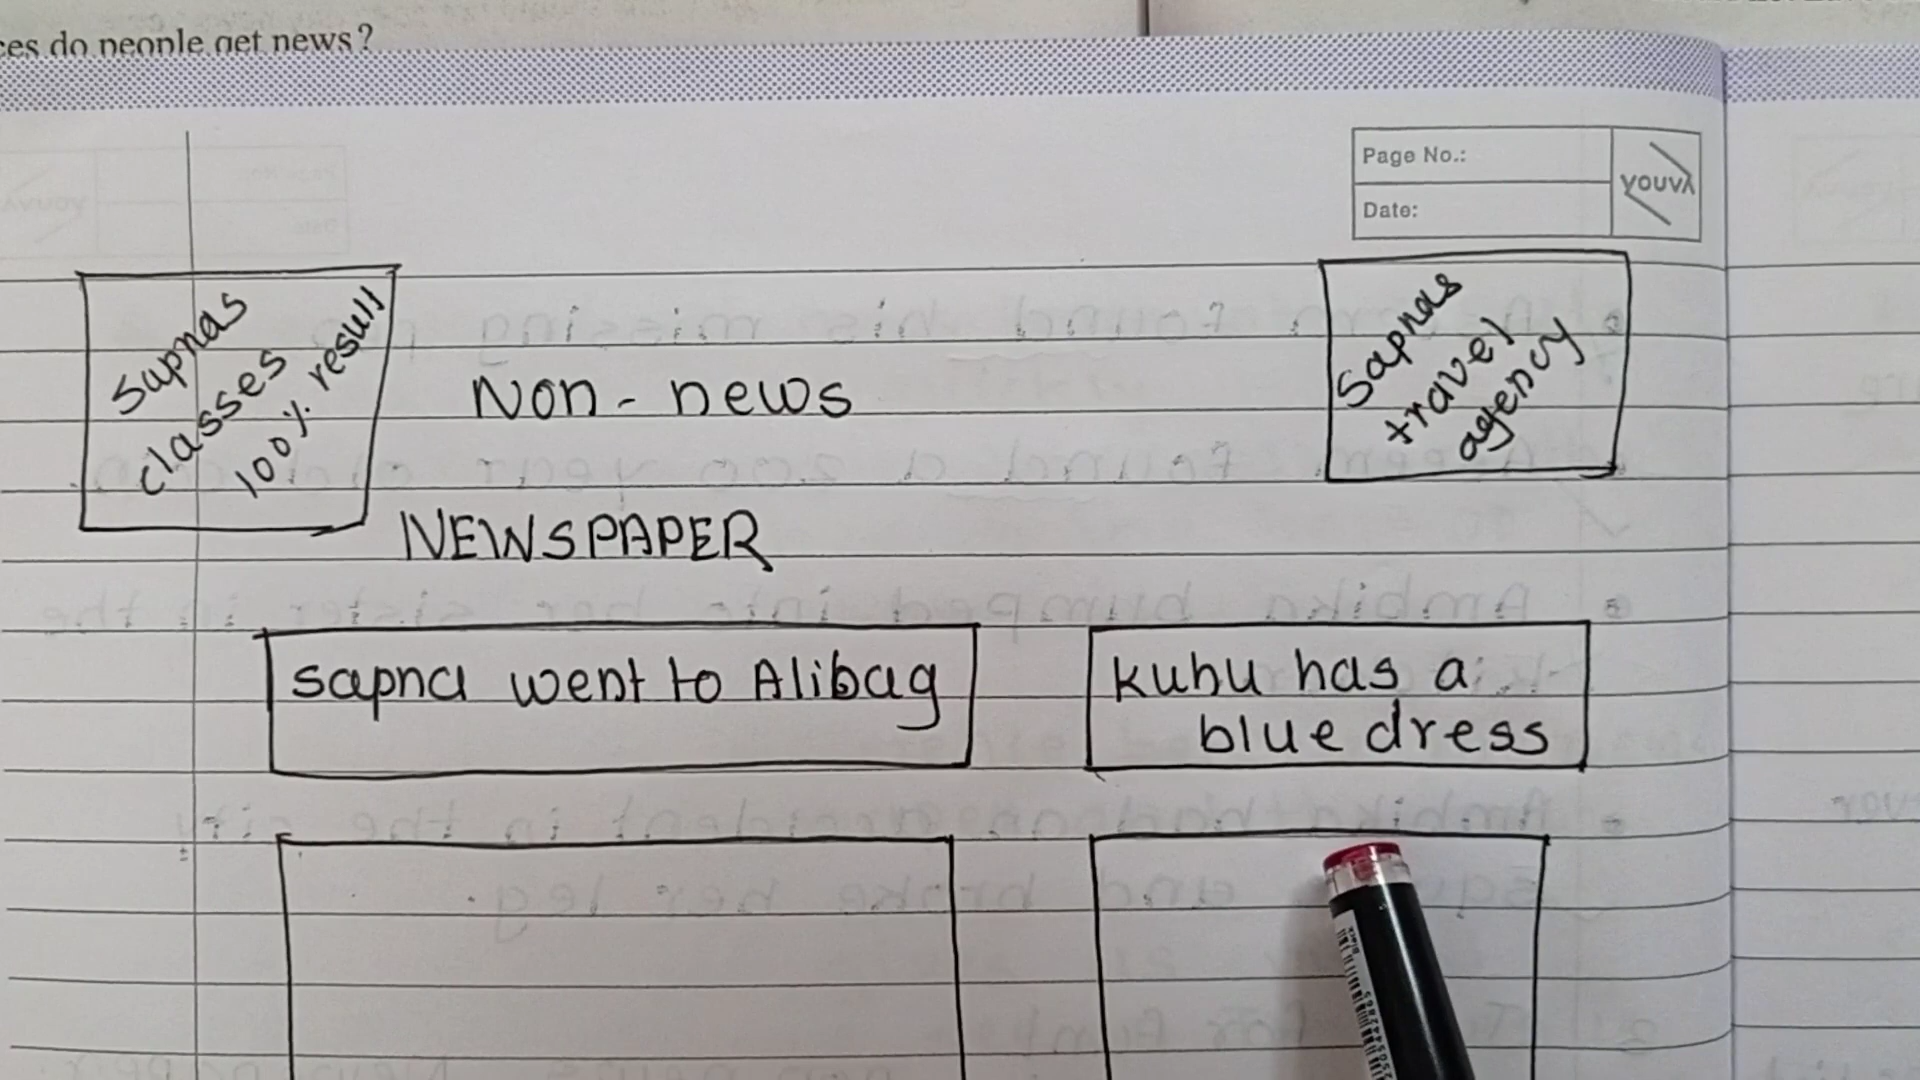 ces do people get news?
Page No.:
Date:
YOUVA
Sapnas
classes
100% result
Non - news
Sapnas
travel
agency
NEWSPAPER
sapna went to Alibag
kuhu has a
blue dress